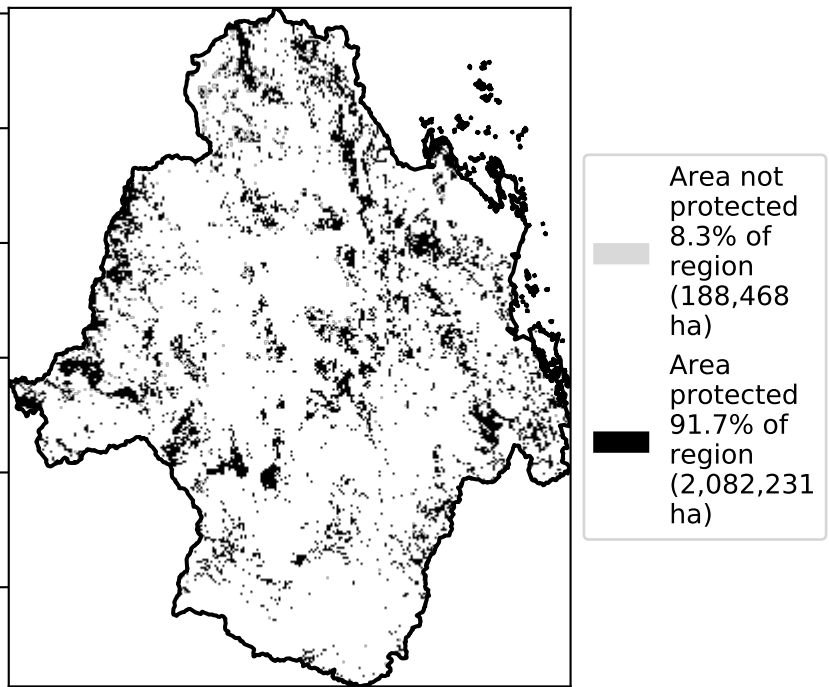 Area not
protected
8.3% of
region
(188,468
ha)
Area
protected
91.7% of
region
(2,082,231
ha)